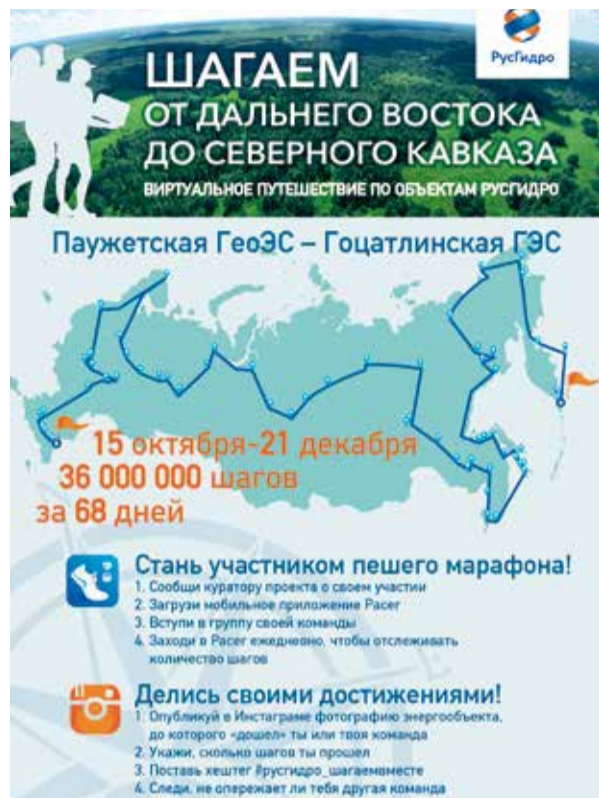 РусГидро
ШАГАЕМ
ОТ ДАЛЬНЕГО ВОСТОКА
ДО СЕВЕРНОГО КАВКАЗА
ВИРТУАЛЬНОЕ ПУТЕШЕСТВИЕ ПО ОБЪЕКТАМ РУСГИДРО
Паужетская ГеоЭС – Гоцатлинская ГЭС
15 октября-21 декабря
36 000 000 шагов
за 68 дней
Стань участником пешего марафона!
1. Сообщи куратору проекта о своем участии
2. Загрузи мобильное приложение Pacer
3. Вступи в группу своей команды
4. Заходи в Pacer ежедневно, чтобы отслеживать
количество шагов
Делись своими достижениями!
1. Опубликуй в Инстаграме фотографию энергообъекта,
до которого «дошел» ты или твоя команда
2. Укажи, сколько шагов ты прошел
3. Поставь хештег #русгидро_шагаемвместе
4. Следи, не опережает ли тебя другая команда